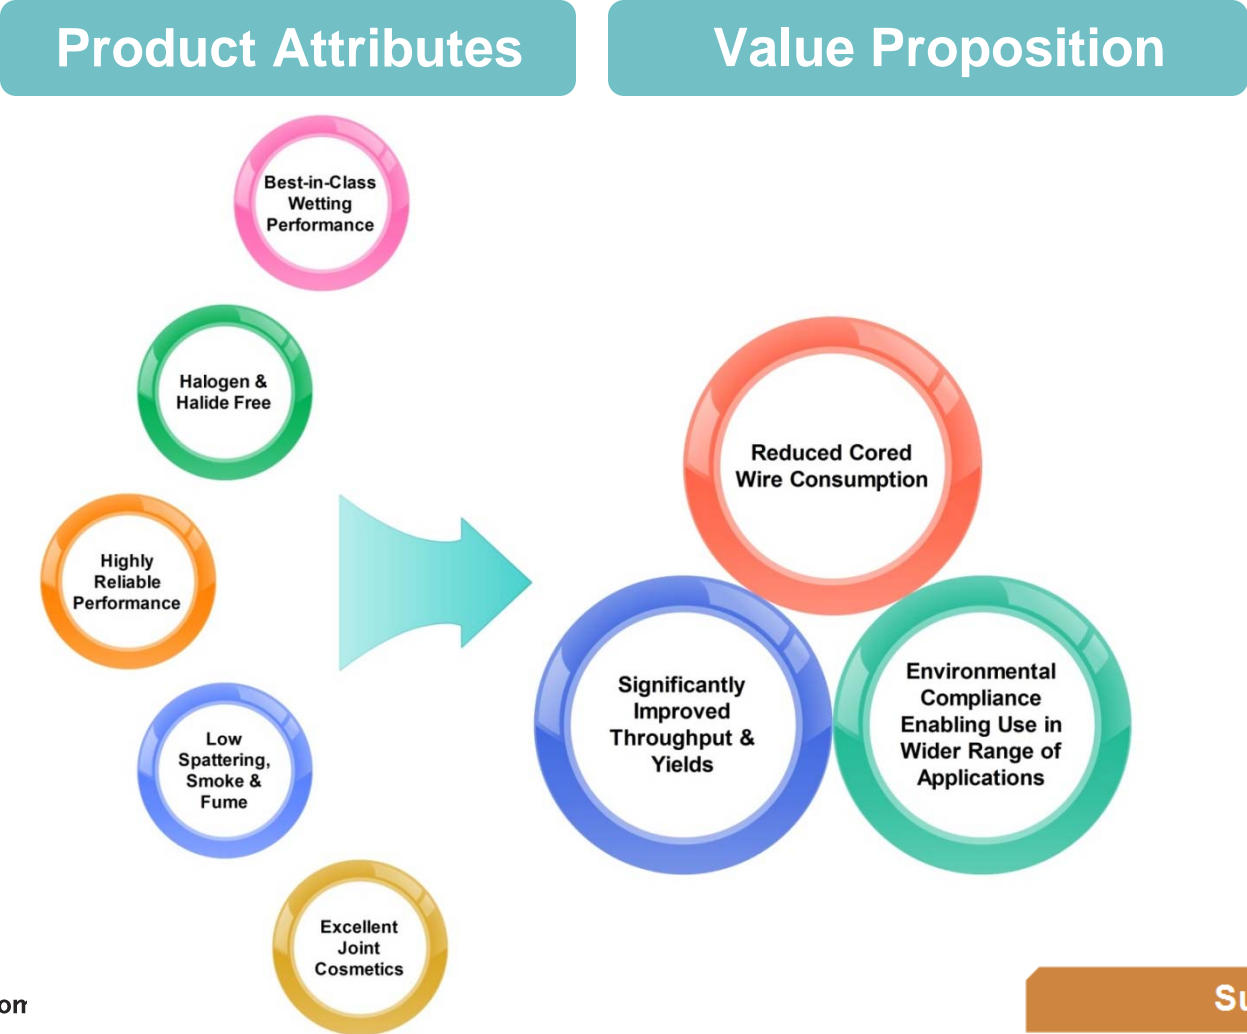 Product Attributes
Value Proposition
Best-in-Class
Wetting
Performance
Halogen &
Halide Free
Highly
Reliable
Performance
Low
Spattering,
Smoke &
Fume
Excellent
Joint
Cosmetics
Reduced Cored
Wire Consumption
Significantly
Improved
Throughput &
Yields
Environmental
Compliance
Enabling Use in
Wider Range of
Applications